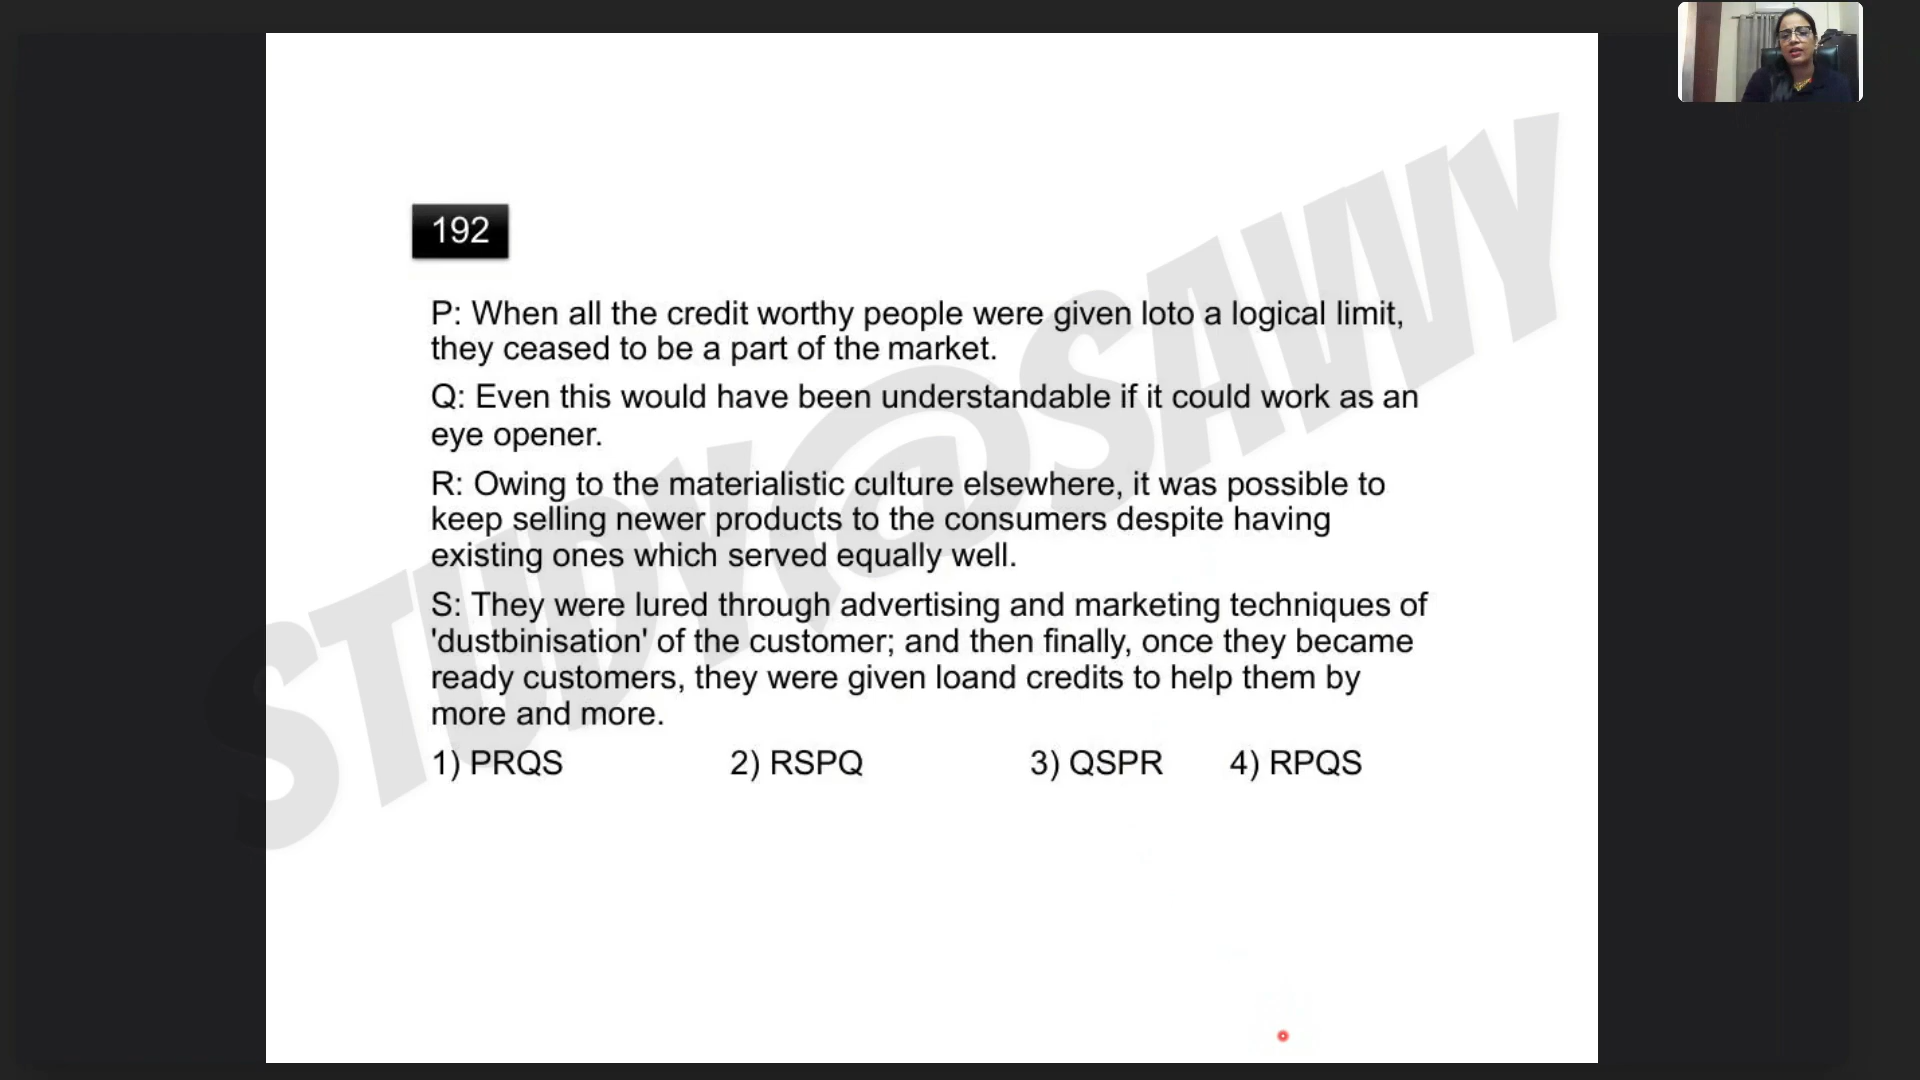 192
P: When all the credit worthy people were given loto a logical limit,
they ceased to be a part of the market.
Q: Even this would have been understandable if it could work as an
eye opener.
R: Owing to the materialistic culture elsewhere, it was possible to
keep selling newer products to the consumers despite having
existing ones which served equally well.
S: They were lured through advertising and marketing techniques of
'dustbinisation' of the customer; and then finally, once they became
ready customers, they were given loand credits to help them by
more and more.
1) PRQS 2) RSPQ 3) QSPR 4) RPQS
STUDY@SAVVY